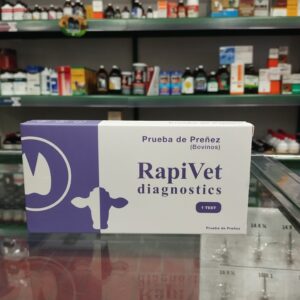 Prueba de Preñez
(Bovinos)
RapiVet
diagnostics
1 TEST
Prueba de Preñez